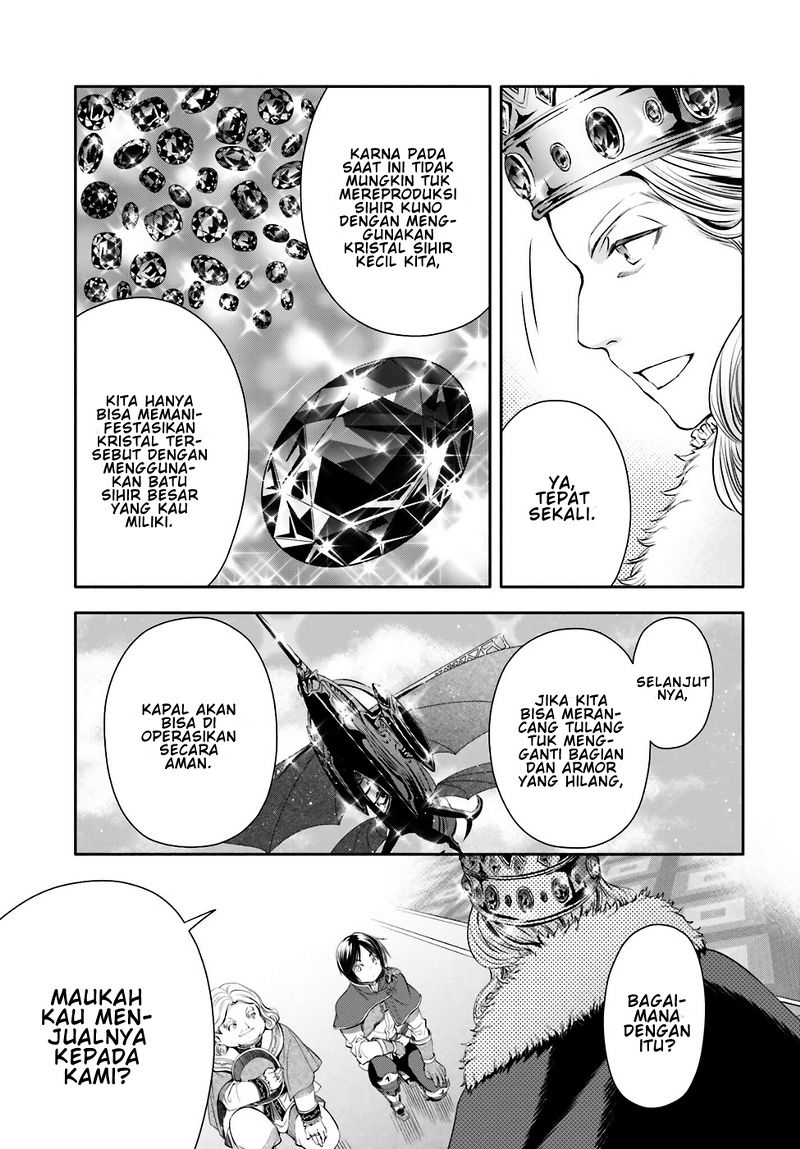 YA,
TEPAT
SEKALI.
KARNA PADA
SAAT INI TIDAK
MUNGKIN TUK
MEREPRODUKSI
SIHIR KUNO
DENGAN MENG-
GUNAKAN
KRISTAL SIHIR
KECIL KITA,
KITA HANYA
BISA MEMANI-
FESTASIKAN
KRISTAL TER-
SEBUT DENGAN
MENGGUNA-
KAN BATU
SIHIR BESAR
YANG KAU
MILIKI.
SELANJUT
NYA,
JIKA KITA
BISA MERAN-
CANG TULANG
TUK MENG-
GANTI BAGIAN
DAN ARMOR
YANG HILANG,
KAPAL AKAN
BISA DI
OPERASIKAN
SECARA
AMAN.
BAGAI-
MANA
DENGAN
ITU?
MAUKAH
KAU MEN-
JUALNYA
KEPADA
KAMI?